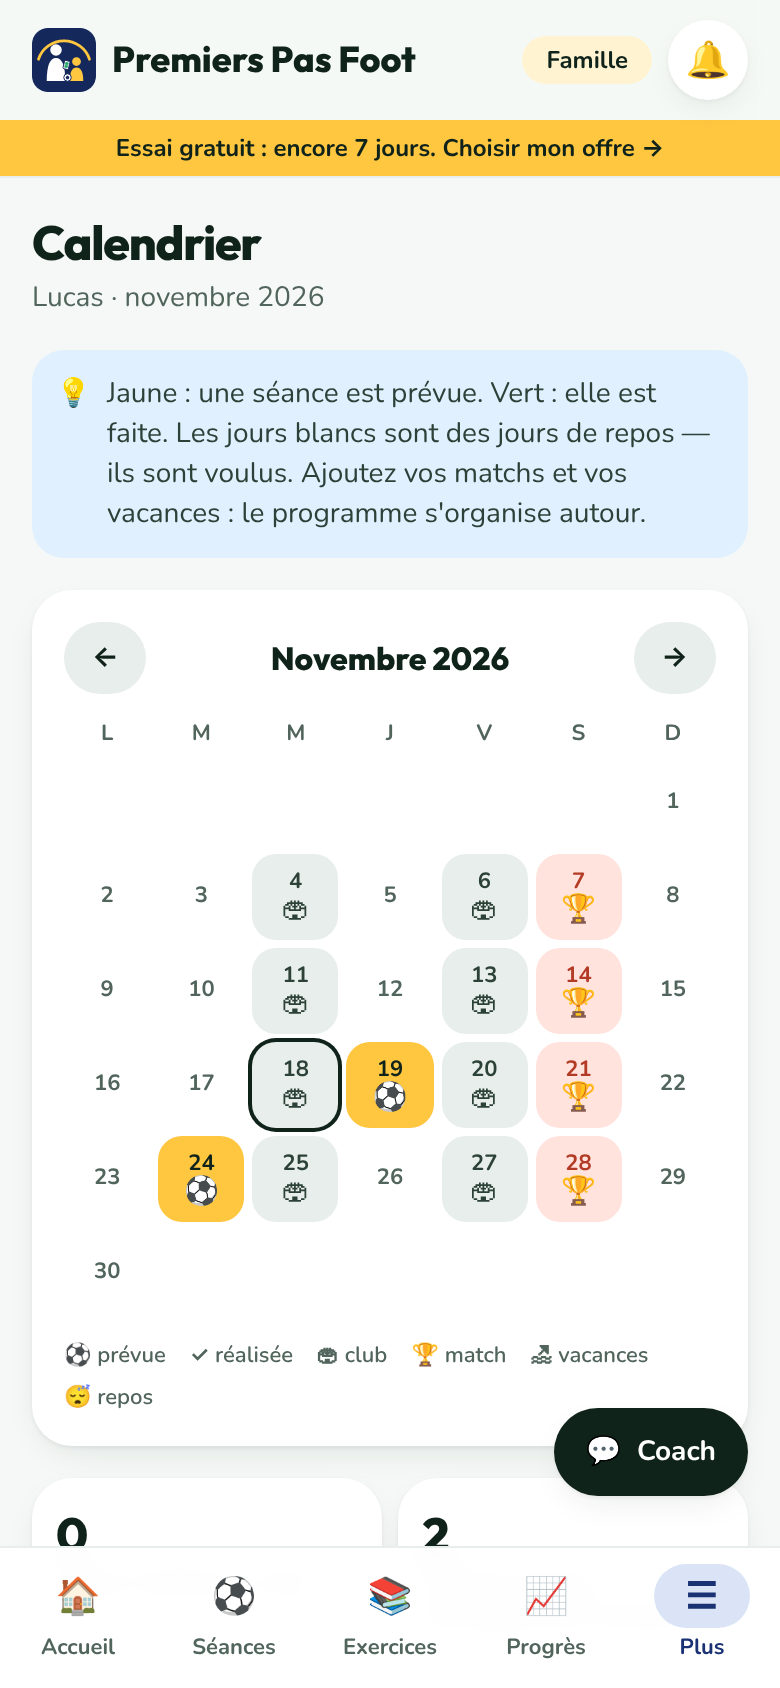 Premiers Pas Foot
Famille
Essai gratuit : encore 7 jours. Choisir mon offre →
Calendrier
Lucas · novembre 2026
Jaune : une séance est prévue. Vert : elle est
faite. Les jours blancs sont des jours de repos —
ils sont voulus. Ajoutez vos matchs et vos
vacances : le programme s'organise autour.
← Novembre 2026 →
L M M J V S D
1
2 3 4 5 6 7 8
9 10 11 12 13 14 15
16 17 18 19 20 21 22
23 24 25 26 27 28 29
30
prévue ✓ réalisée club match vacances
repos
Coach
0 2
Accueil Séances Exercices Progrès Plus